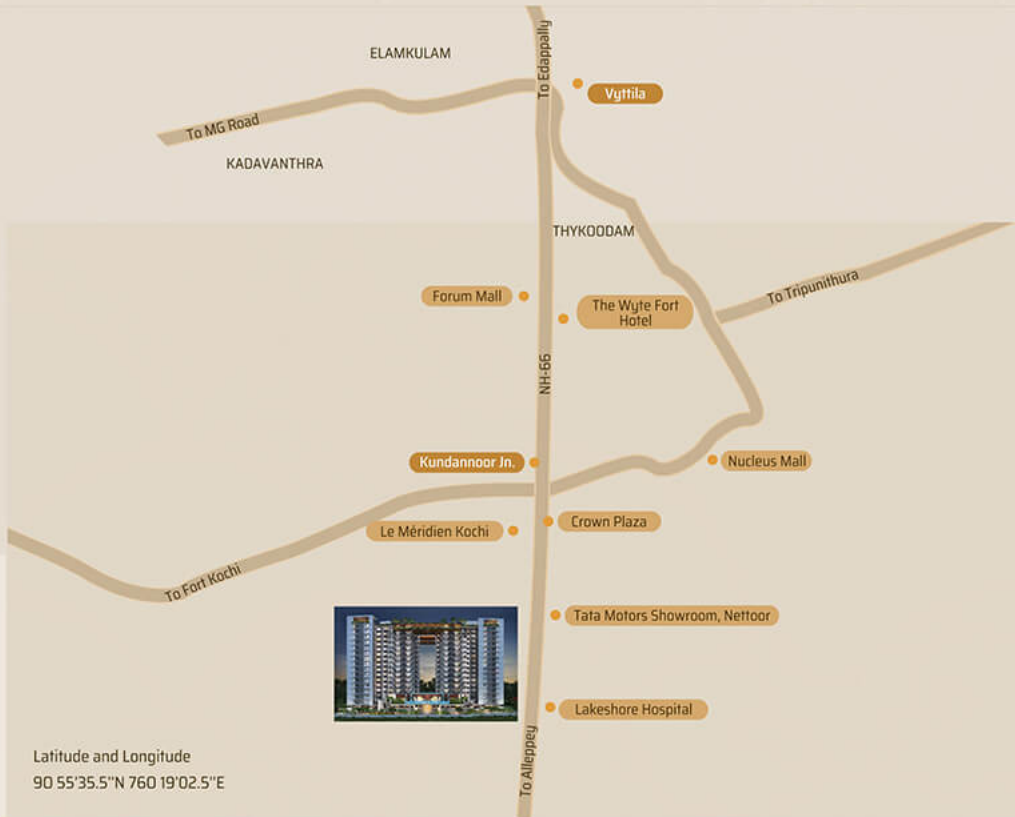 To Edappally
ELAMKULAM
Vyttila
To MG Road
KADAVANTHRA
THYKOODAM
To Tripunithura
Forum Mall
The Wyte Fort
Hotel
NH-66
Kundannoor Jn.
Nucleus Mall
Crown Plaza
Le Méridien Kochi
To Fort Kochi
Tata Motors Showroom, Nettoor
Lakeshore Hospital
To Alleppey
Latitude and Longitude
90 55'35.5"N 760 19'02.5"E